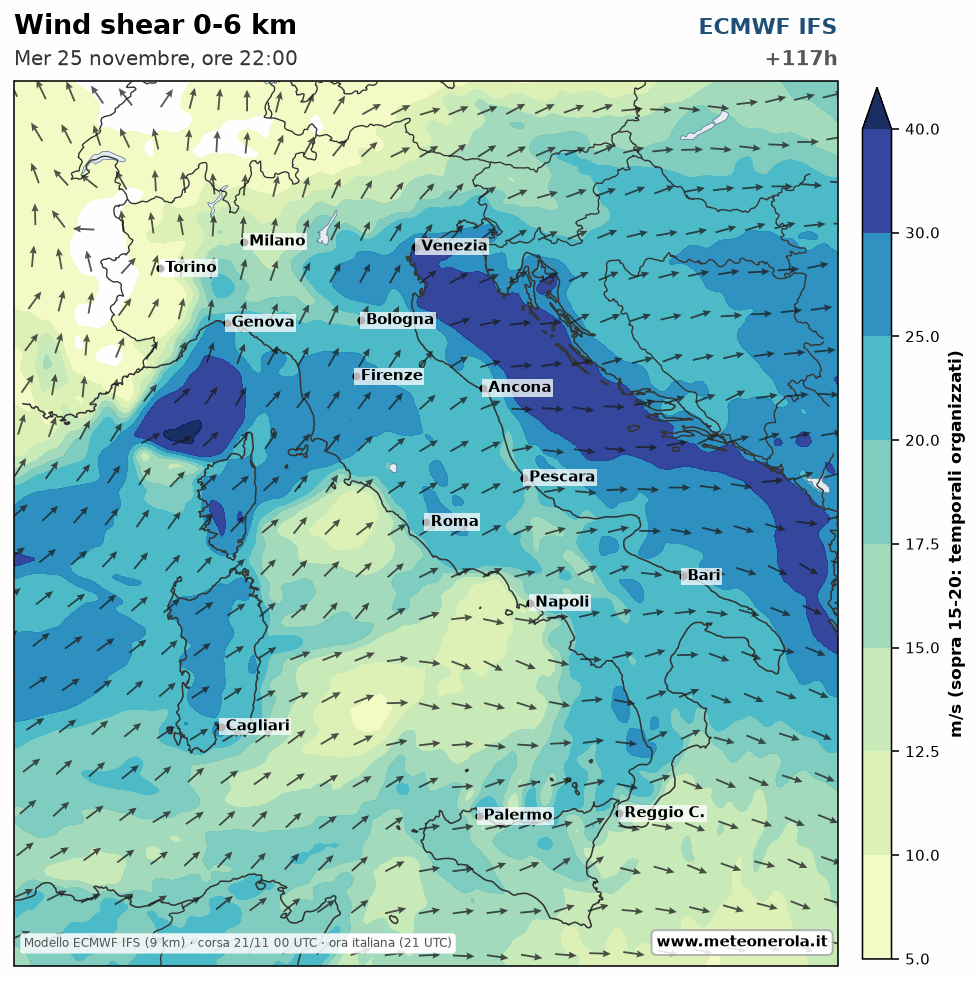 Wind shear 0-6 km
ECMWF IFS
Mer 25 novembre, ore 22:00
+117h
Venezia
Milano
Torino
Genova
Bologna
Firenze
Ancona
Pescara
Roma
Bari
Napoli
Cagliari
Palermo
Reggio C.
40.0
30.0
25.0
20.0
17.5
15.0
12.5
10.0
5.0
m/s (sopra 15-20: temporali organizzati)
Modello ECMWF IFS (9 km) · corsa 21/11 00 UTC · ora italiana (21 UTC)
www.meteonerola.it